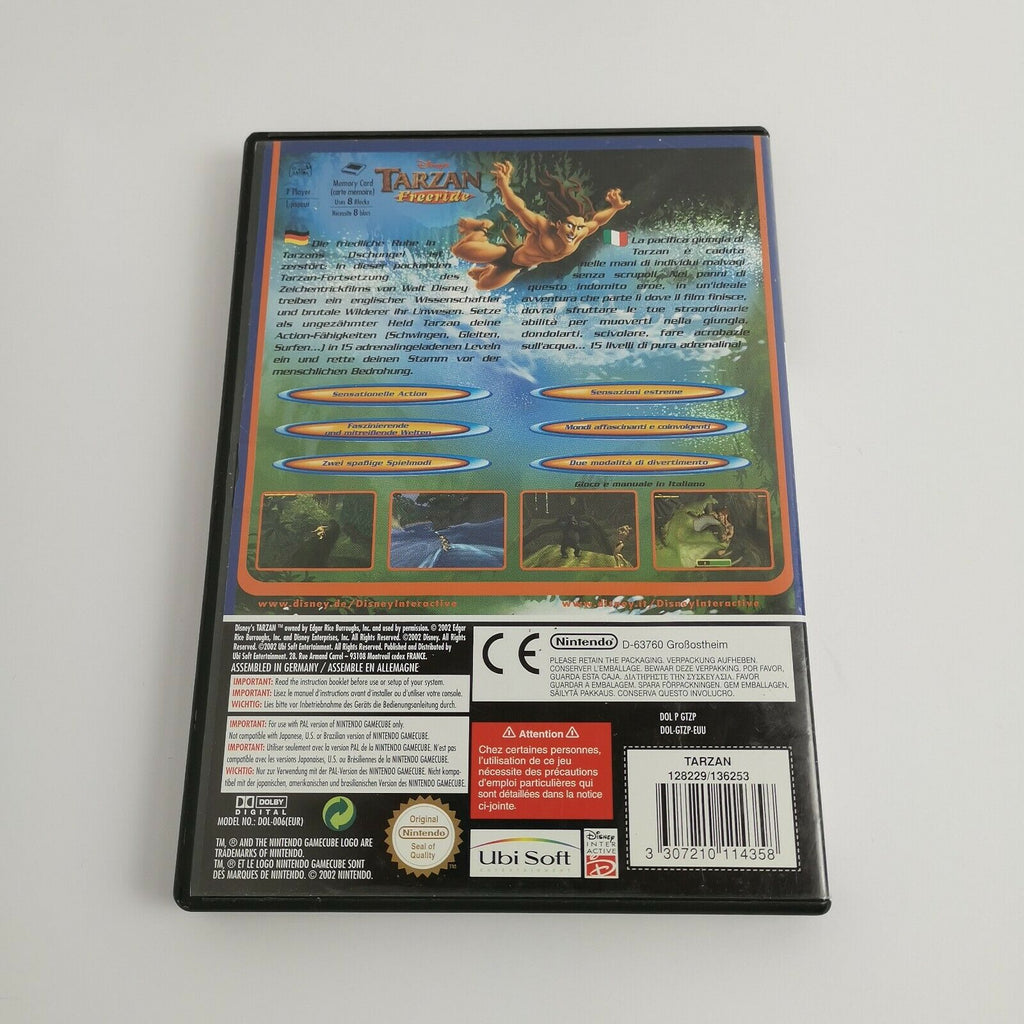 1 Player
1 joueur
Memory Card
(carte mémoire)
Uses 8 Blocks
Nécessite 8 blocs
Disney's
TARZAN
Freeride
Die friedliche Ruhe in
Tarzans Dschungel ist
zerstört. In dieser packenden
Tarzan-Fortsetzung des
Zeichentrickfilms von Walt Disney
treiben ein englischer Wissenschaftler
und brutale Wilderer ihr Unwesen. Setze
als ungezähmter Held Tarzan deine
Action-Fähigkeiten (Schwingen, Gleiten,
Surfen...) in 15 adrenalingeladenen Leveln
ein und rette deinen Stamm vor der
menschlichen Bedrohung.
La pacifica giungla di
Tarzan è caduta
nelle mani di individui malvagi
senza scrupoli. Nei panni di
questo indomito eroe, in un'ideale
avventura che parte lì dove il film finisce,
dovrai sfruttare le tue straordinarie
abilità per muoverti nella giungla,
dondolarti, scivolare, fare acrobazie
sull'acqua... 15 livelli di pura adrenalina!
Sensationelle Action
Faszinierende
und mitreißende Welten
Zwei spaßige Spielmodi
Sensazioni estreme
Mondi affascinanti e coinvolgenti
Due modalità di divertimento
Gioco e manuale in Italiano
www.disney.de/DisneyInteractive
www.disney.it/DisneyInteractive
Disney's TARZAN ™ owned by Edgar Rice Burroughs, Inc. and used by permission. © 2002 Edgar
Rice Burroughs, Inc. and Disney Enterprises, Inc. All Rights Reserved. ©2002 Disney. All Rights
Reserved. ©2002 Ubi Soft Entertainment. All Rights Reserved. Published and Distributed by
Ubi Soft Entertainment. 28. Rue Armand Carrel - 93108 Montreuil cedex FRANCE.
ASSEMBLED IN GERMANY / ASSEMBLE EN ALLEMAGNE
IMPORTANT: Read the instruction booklet before use or setup of your system.
IMPORTANT: Lisez le manuel d'instructions avant d'installer ou d'utiliser votre console.
WICHTIG: Lies bitte vor Inbetriebnahme des Geräts die Bedienungsanleitung durch.
IMPORTANT: For use with PAL version of NINTENDO GAMECUBE only.
Not compatible with Japanese, U.S. or Brazilian version of NINTENDO GAMECUBE.
IMPORTANT: Utiliser seulement avec la version PAL de la NINTENDO GAMECUBE. N'est pas
compatible avec les versions Japonaises, U.S. ou Brésiliennes de la NINTENDO GAMECUBE.
WICHTIG: Nur zur Verwendung mit der PAL-Version des NINTENDO GAMECUBE. Nicht kompa-
tibel mit der japanischen, amerikanischen und brasilianischen Version des NINTENDO GAMECUBE.
DOLBY
DIGITAL
MODEL NO.: DOL-006(EUR)
TM, ® AND THE NINTENDO GAMECUBE LOGO ARE
TRADEMARKS OF NINTENDO.
TM, ® ET LE LOGO NINTENDO GAMECUBE SONT
DES MARQUES DE NINTENDO. © 2002 NINTENDO.
Original
Nintendo
Seal of
Quality
CE
Nintendo D-63760 Großostheim
PLEASE RETAIN THE PACKAGING. VERPACKUNG AUFHEBEN.
CONSERVER L'EMBALLAGE. BEWAAR DEZE VERPAKKING. POR FAVOR,
GUARDA ESTA CAJA. ΔΙΑΤΗΡΗΣΤΕ ΤΗΝ ΣΥΣΚΕΥΑΣΙΑ. FAVOR
GUARDAR A EMBALAGEM. SPARA FÖRPACKNINGEN. GEM EMBALLAGEN.
SÄILYTÄ PAKKAUS. CONSERVA QUESTO INVOLUCRO.
DOL P GTZP
DOL-GTZP-EUU
Attention
Chez certaines personnes,
l'utilisation de ce jeu
nécessite des précautions
d'emploi particulières qui
sont détaillées dans la notice
ci-jointe.
Ubi Soft
ENTERTAINMENT
Disney
INTER
ACTIVE
TARZAN
128229/136253
3 307210 114358